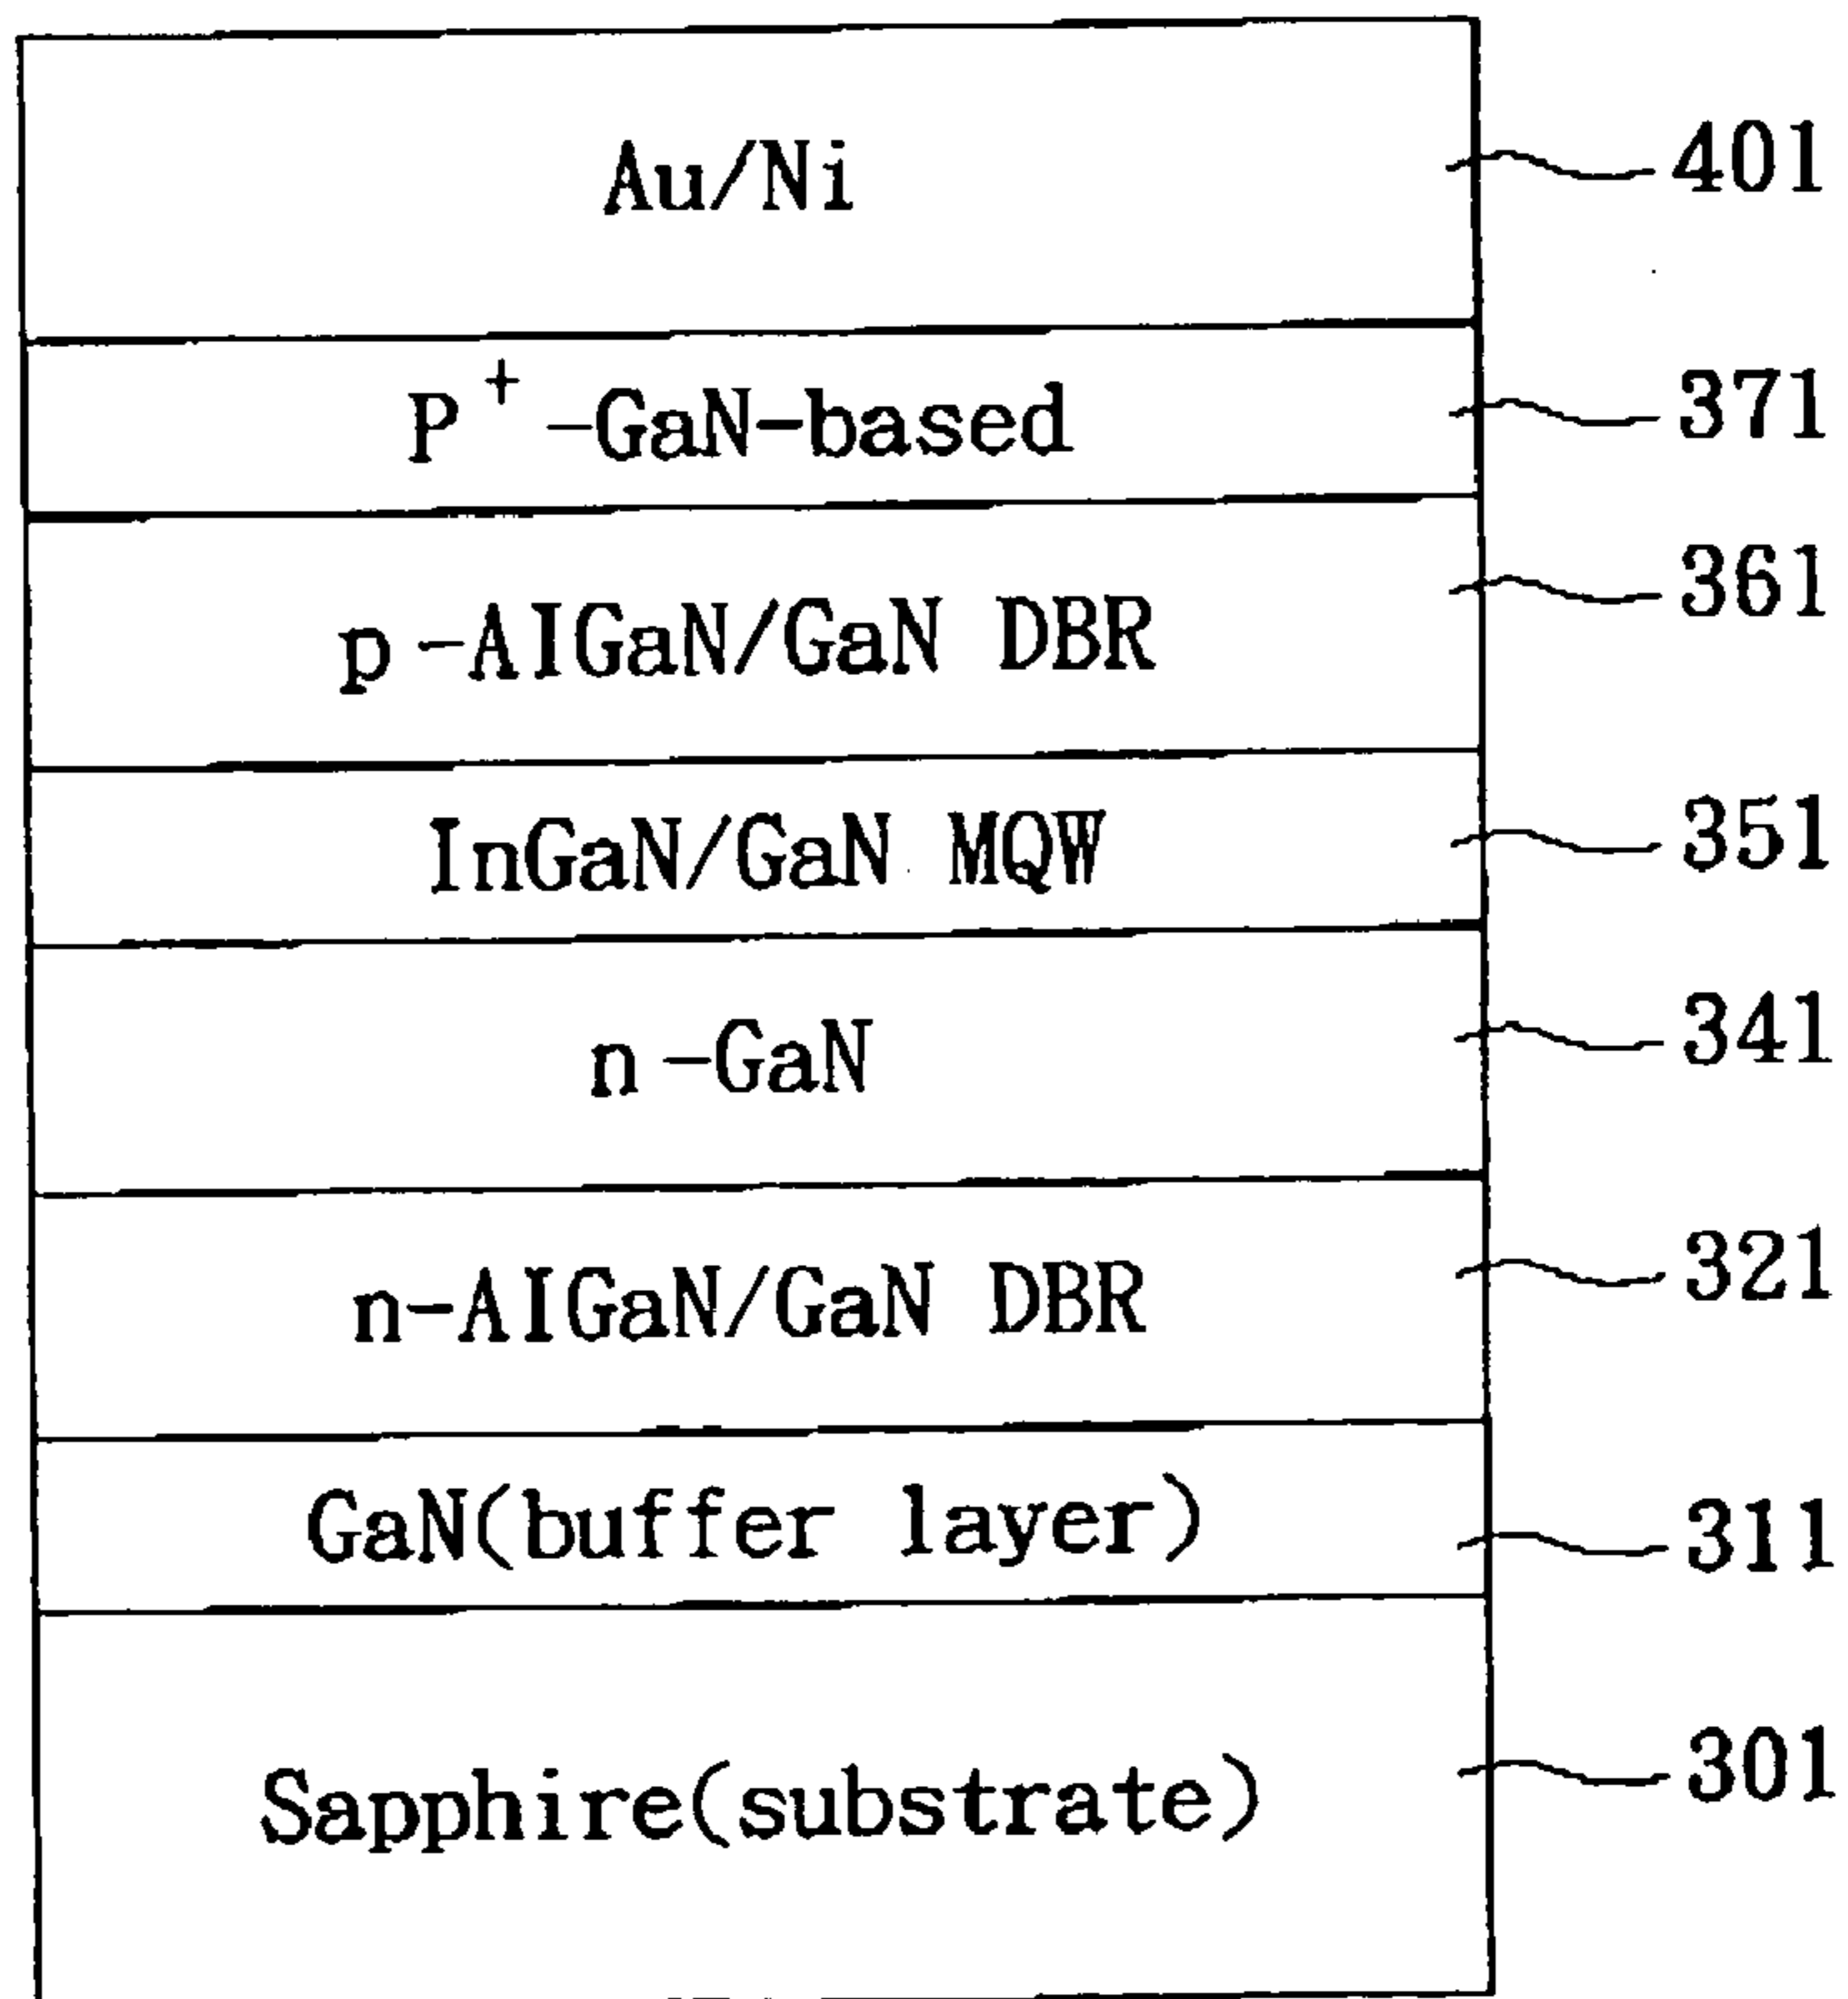 Au/Ni 401
P⁺-GaN-based 371
p-AlGaN/GaN DBR 361
InGaN/GaN MQW 351
n-GaN 341
n-AlGaN/GaN DBR 321
GaN(buffer layer) 311
Sapphire(substrate) 301